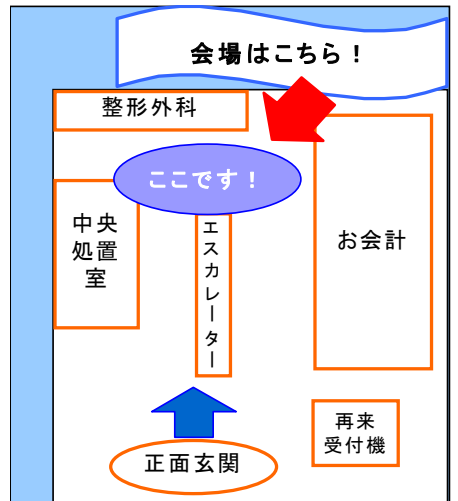 会場はこちら！
整形外科
ここです！
中央
処置
室
エスカレーター
お会計
再来
受付機
正面玄関